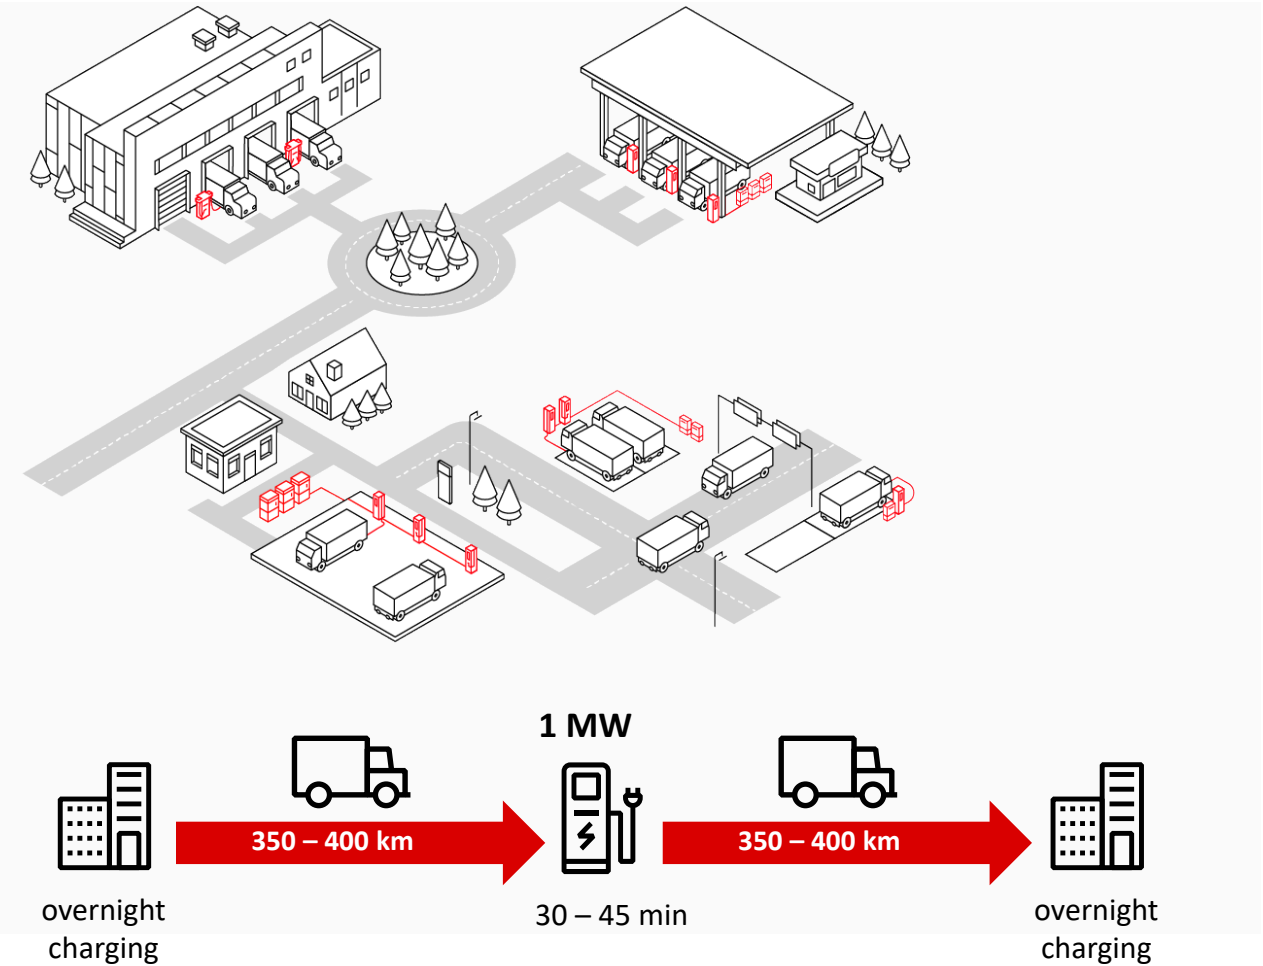 1 MW
350 – 400 km
350 – 400 km
overnight
charging
30 – 45 min
overnight
charging